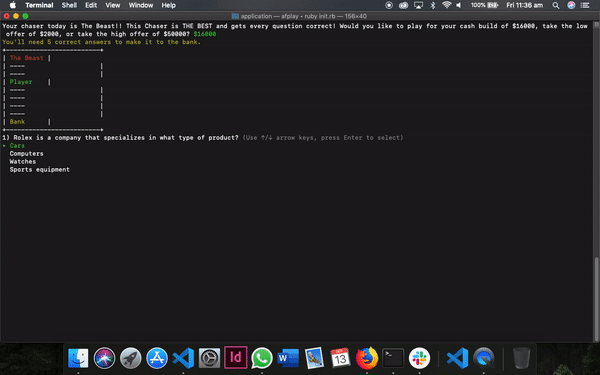 Terminal Shell Edit View Window Help 100% Fri 11:36 am
application — afplay ◂ ruby init.rb — 156×40
Your chaser today is The Beast!! This Chaser is THE BEST and gets every question correct! Would you like to play for your cash build of $16000, take the low
offer of $2000, or take the high offer of $50000? $16000
You'll need 5 correct answers to make it to the bank.
+-------------------------+
| The Beast |
| ---- |
| ---- |
| Player |
| ---- |
| ---- |
| ---- |
| ---- |
| Bank |
+-------------------------+
1) Rolex is a company that specializes in what type of product? (Use ↑/↓ arrow keys, press Enter to select)
‣ Cars
Computers
Watches
Sports equipment
Id
W
13